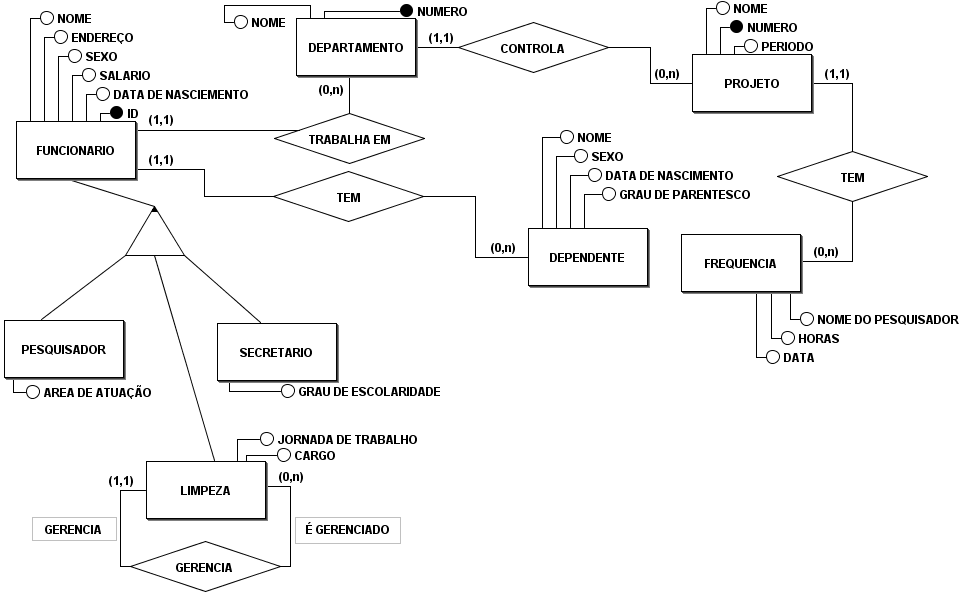 NOME
ENDEREÇO
SEXO
SALARIO
DATA DE NASCIEMENTO
ID
FUNCIONARIO
(1,1)
(1,1)
NOME
NUMERO
DEPARTAMENTO
(1,1)
(0,n)
CONTROLA
(0,n)
NOME
NUMERO
PERIODO
PROJETO
(1,1)
TRABALHA EM
TEM
(0,n)
NOME
SEXO
DATA DE NASCIMENTO
GRAU DE PARENTESCO
DEPENDENTE
TEM
(0,n)
FREQUENCIA
NOME DO PESQUISADOR
HORAS
DATA
PESQUISADOR
AREA DE ATUAÇÃO
SECRETARIO
GRAU DE ESCOLARIDADE
JORNADA DE TRABALHO
CARGO
(1,1)
(0,n)
LIMPEZA
GERENCIA
É GERENCIADO
GERENCIA